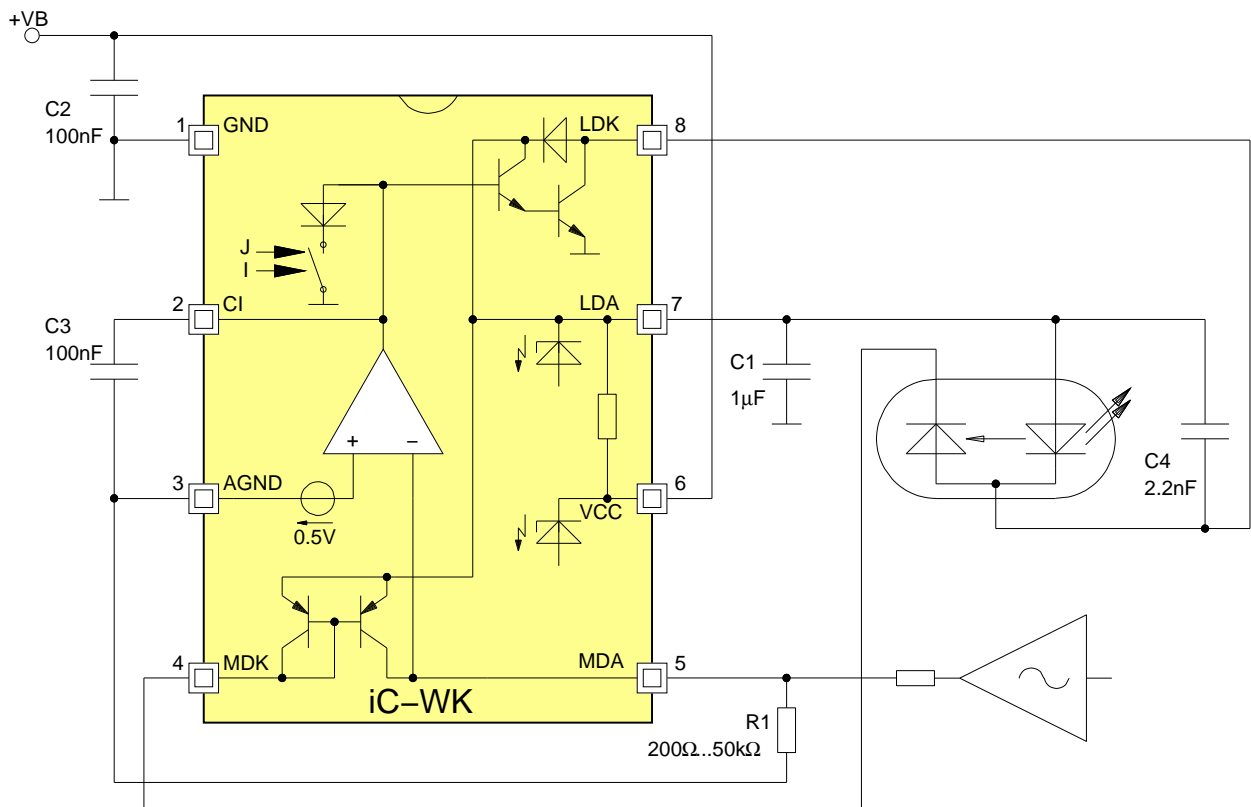 +VB
C2
100nF
1
GND
LDK
8
J
I
2
CI
LDA
7
C3
100nF
C1
1μF
+
−
3
AGND
0.5V
6
VCC
C4
2.2nF
4
MDK
MDA
5
iC−WK
R1
200Ω...50kΩ